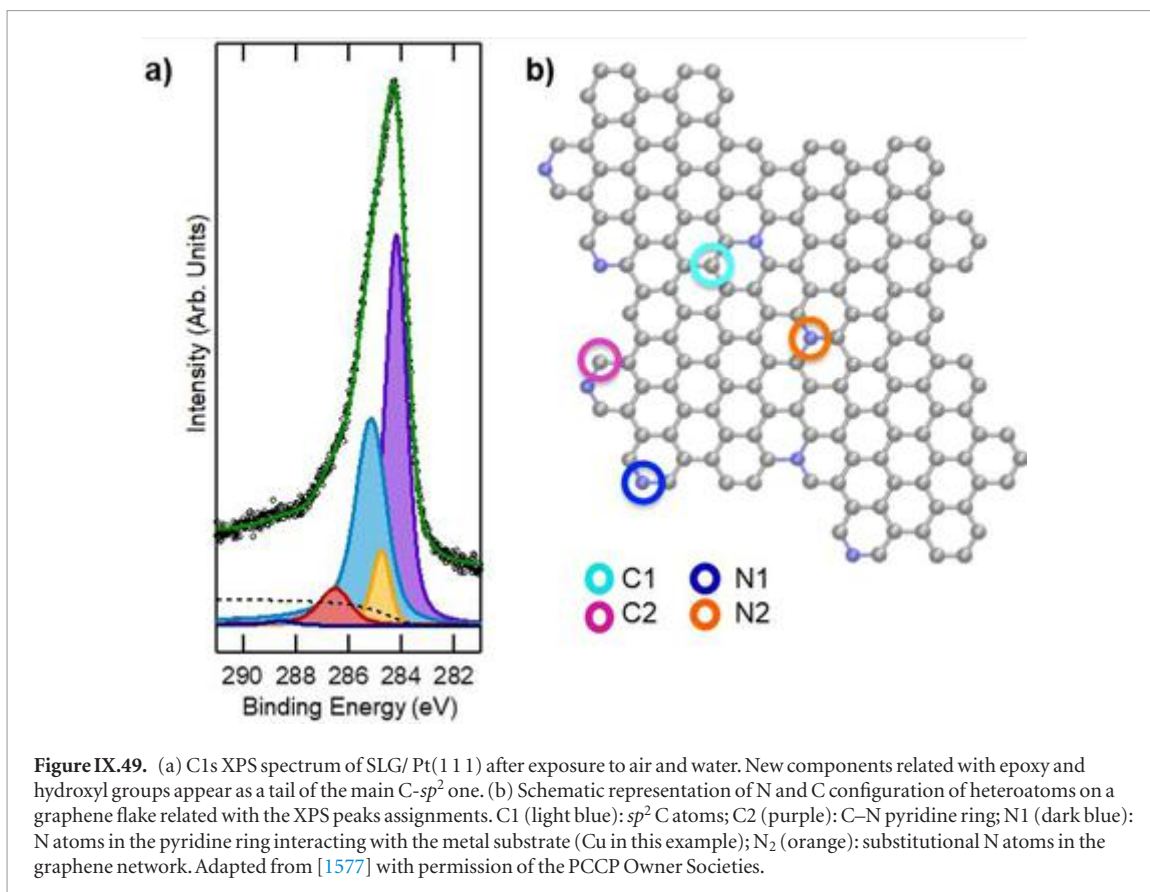 a)
b)
Intensity (Arb. Units)
290 288 286 284 282
Binding Energy (eV)
C1 N1
C2 N2
Figure IX.49. (a) C1s XPS spectrum of SLG/ Pt(1 1 1) after exposure to air and water. New components related with epoxy and
hydroxyl groups appear as a tail of the main C-sp² one. (b) Schematic representation of N and C configuration of heteroatoms on a
graphene flake related with the XPS peaks assignments. C1 (light blue): sp² C atoms; C2 (purple): C–N pyridine ring; N1 (dark blue):
N atoms in the pyridine ring interacting with the metal substrate (Cu in this example); N₂ (orange): substitutional N atoms in the
graphene network. Adapted from [1577] with permission of the PCCP Owner Societies.